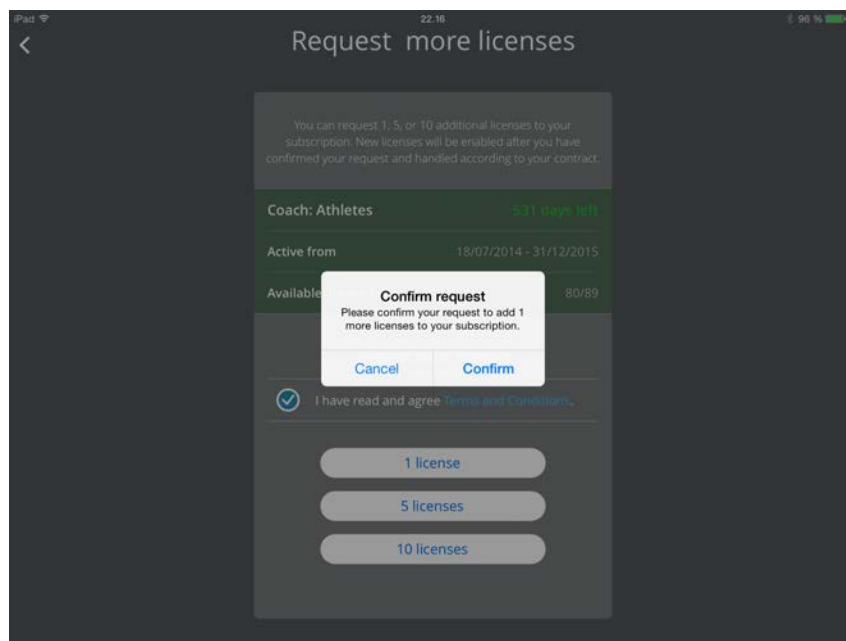 iPad 22.16 96 %
Request more licenses
You can request 1, 5, or 10 additional licenses to your
subscription. New licenses will be enabled after you have
confirmed your request and handled according to your contract.
Coach: Athletes 531 days left
Active from 18/07/2014 - 31/12/2015
Available 80/89
Confirm request
Please confirm your request to add 1
more licenses to your subscription.
Cancel Confirm
I have read and agree Terms and Conditions.
1 license
5 licenses
10 licenses